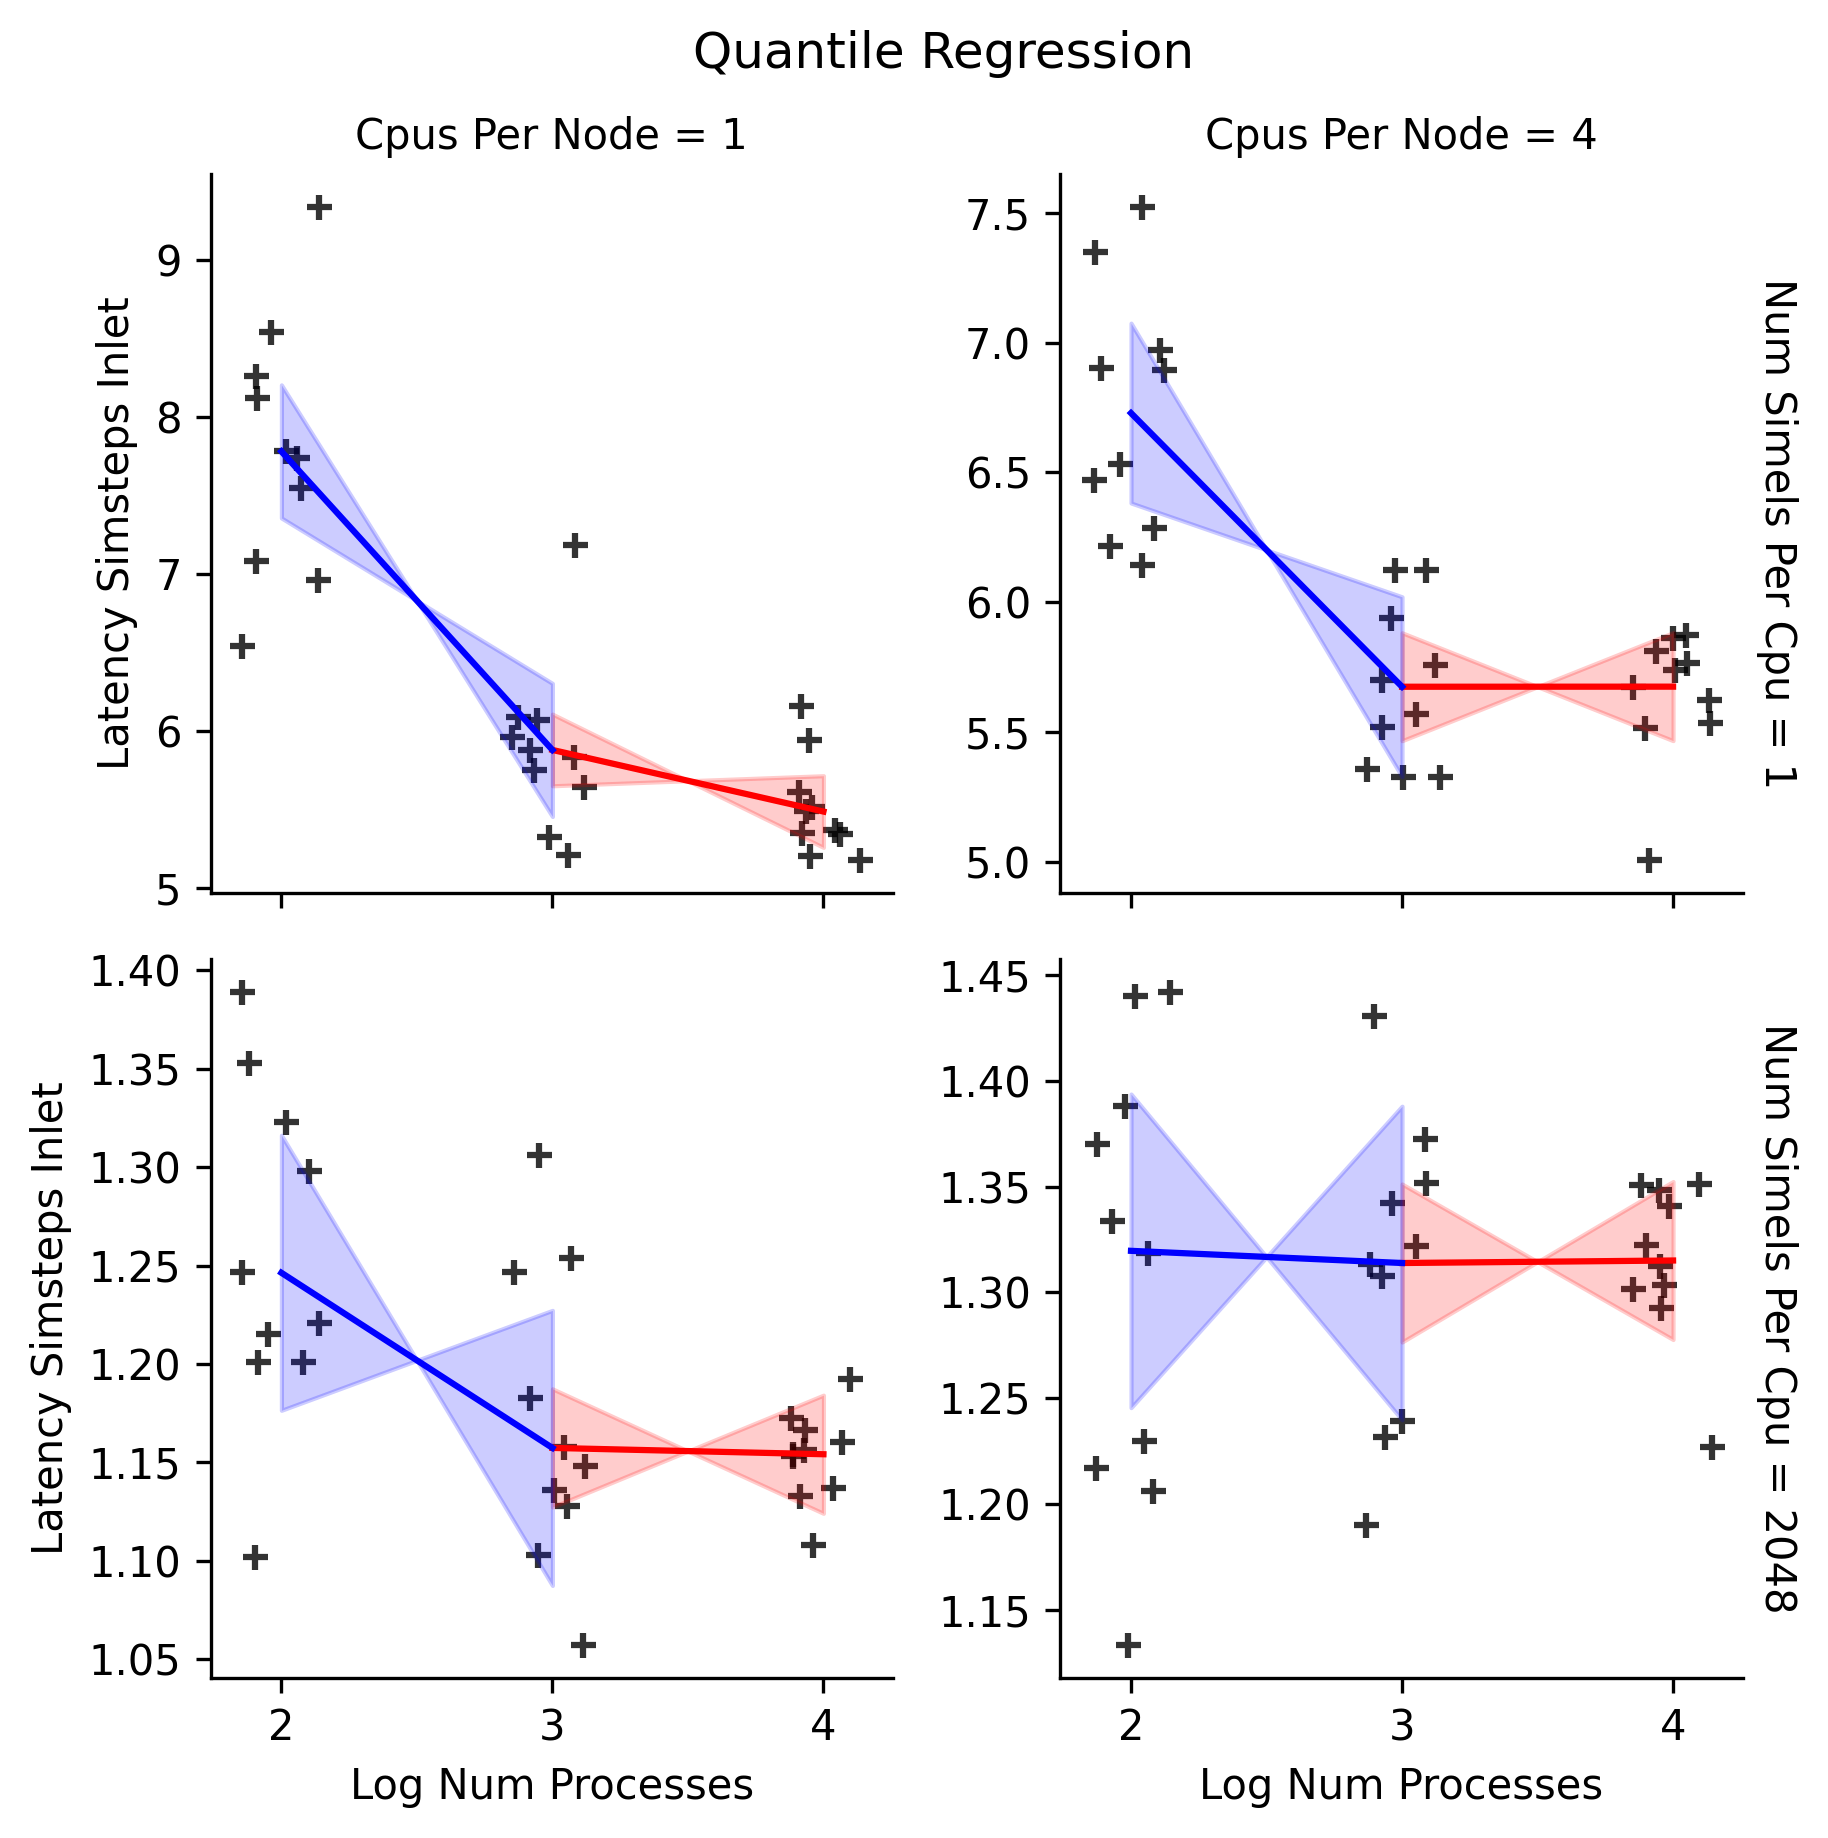 Quantile Regression
Cpus Per Node = 1
Cpus Per Node = 4
Latency Simsteps Inlet
9
8
7
6
5
7.5
7.0
6.5
6.0
5.5
5.0
Num Simels Per Cpu = 1
Latency Simsteps Inlet
1.40
1.35
1.30
1.25
1.20
1.15
1.10
1.05
1.45
1.40
1.35
1.30
1.25
1.20
1.15
Num Simels Per Cpu = 2048
2 3 4
2 3 4
Log Num Processes
Log Num Processes